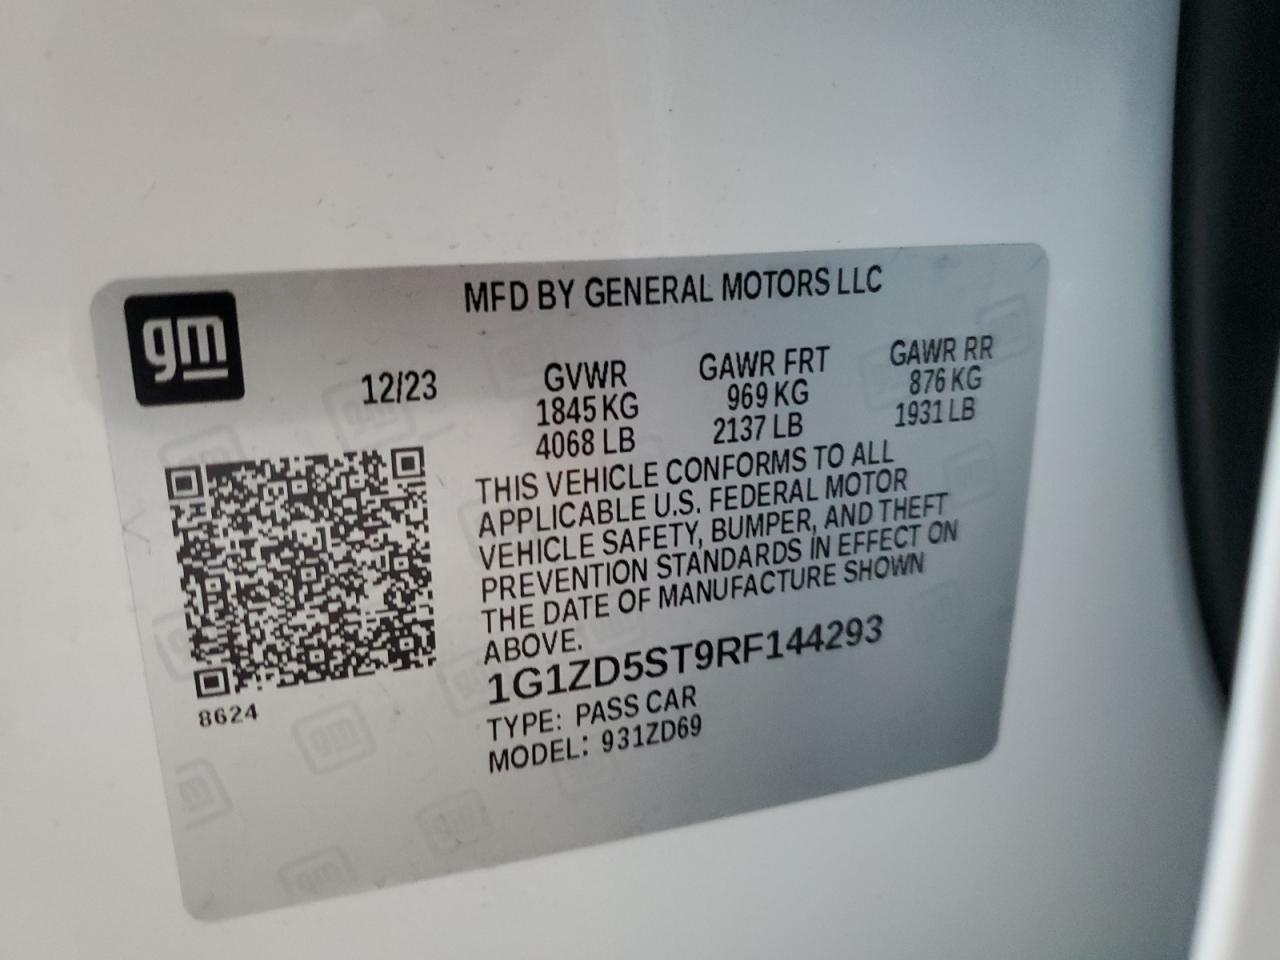 gm
MFD BY GENERAL MOTORS LLC
12/23
GVWR
1845 KG
4068 LB
GAWR FRT
969 KG
2137 LB
GAWR RR
876 KG
1931 LB
THIS VEHICLE CONFORMS TO ALL
APPLICABLE U.S. FEDERAL MOTOR
VEHICLE SAFETY, BUMPER, AND THEFT
PREVENTION STANDARDS IN EFFECT ON
THE DATE OF MANUFACTURE SHOWN
ABOVE.
1G1ZD5ST9RF144293
TYPE: PASS CAR
MODEL: 931ZD69
8624